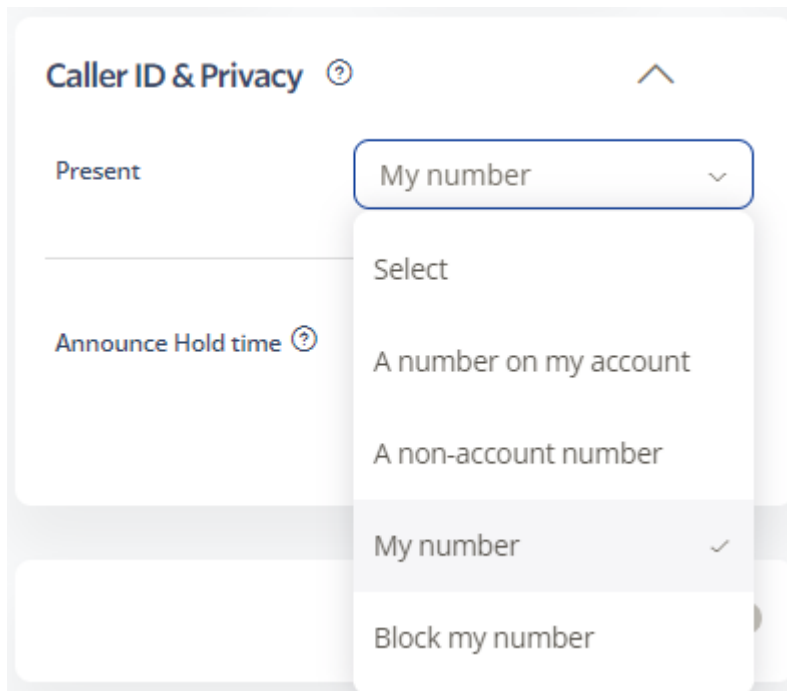 Caller ID & Privacy ?
Present
My number
Select
Announce Hold time ?
A number on my account
A non-account number
My number
Block my number